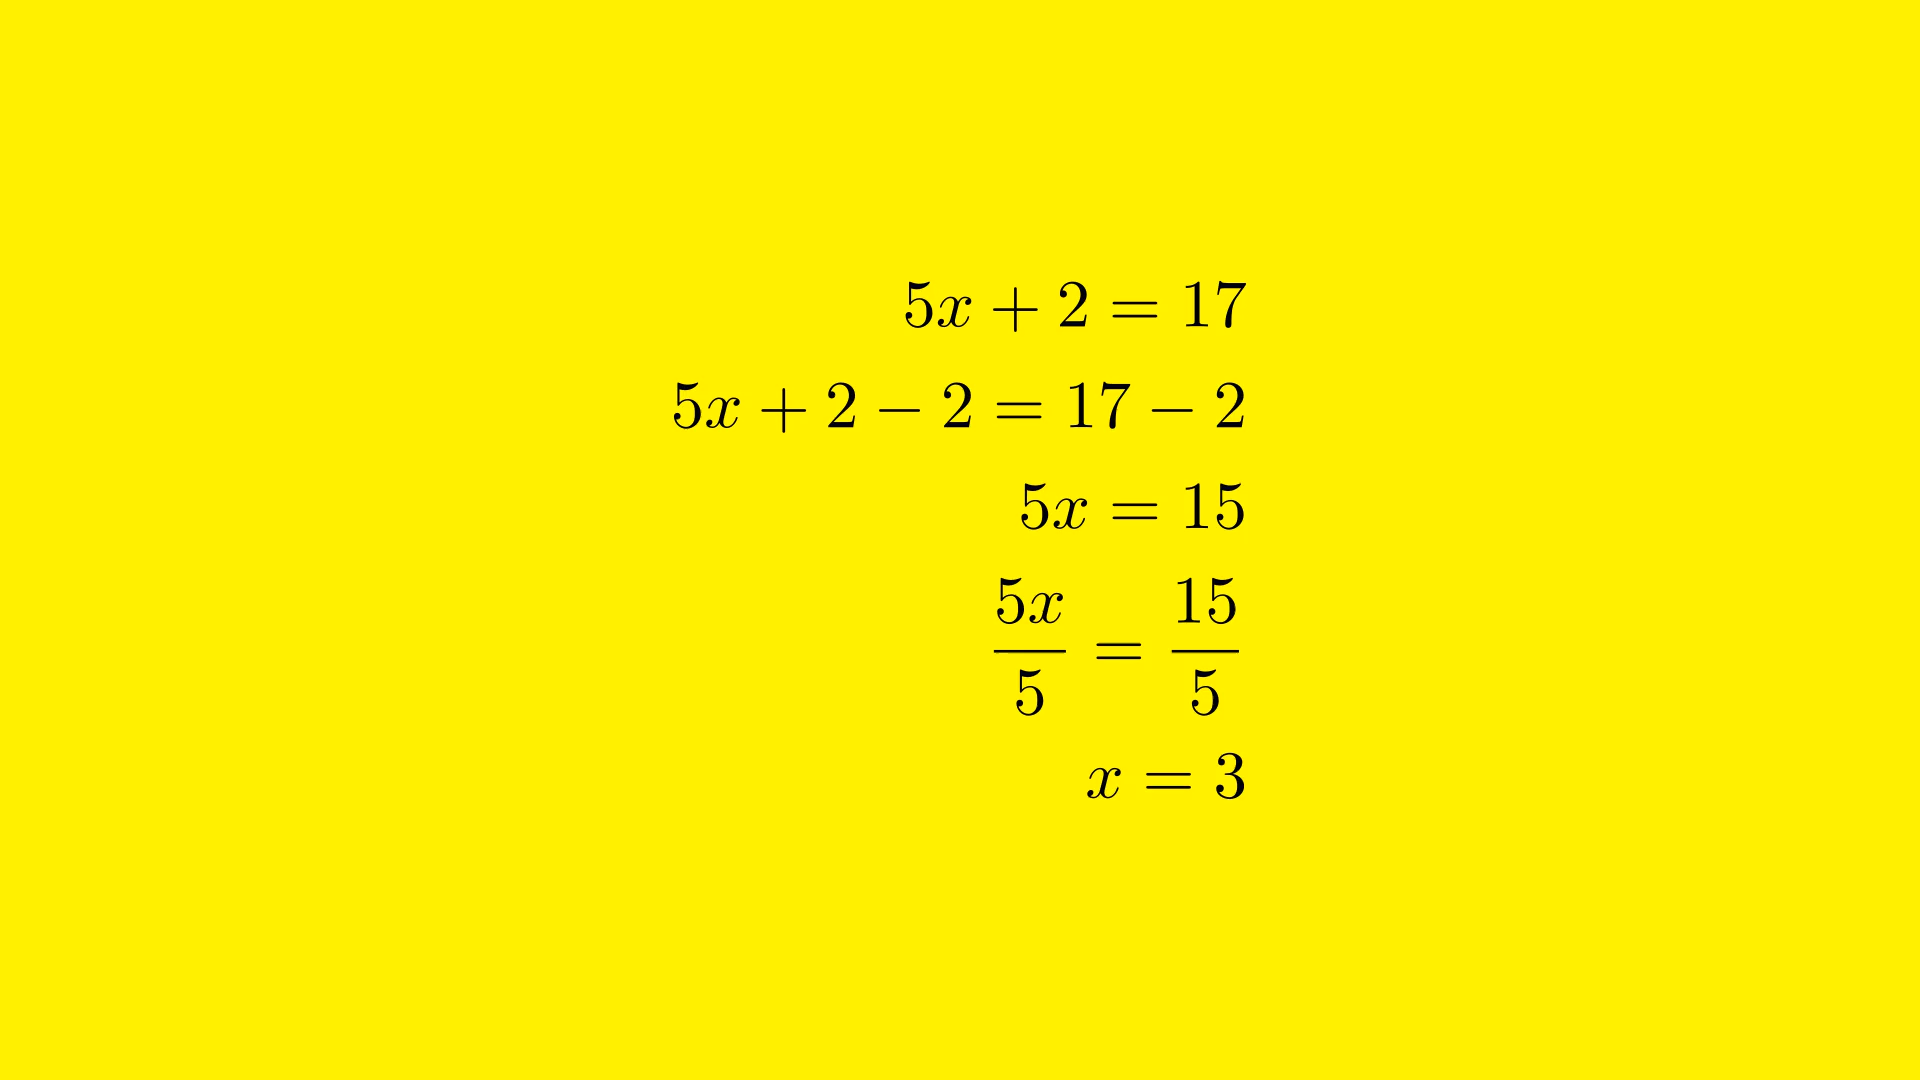 5x + 2 = 17
5x + 2 − 2 = 17 − 2
5x = 15
5x/5 = 15/5
x = 3